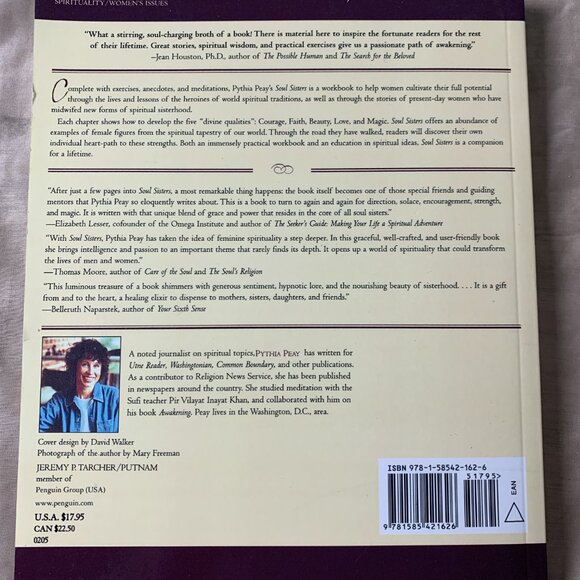 SPIRITUALITY/WOMEN'S ISSUES
"What a stirring, soul-charging broth of a book! There is material here to inspire the fortunate readers for the rest
of their lifetime. Great stories, spiritual wisdom, and practical exercises give us a passionate path of awakening."
—Jean Houston, Ph.D., author of The Possible Human and The Search for the Beloved
Complete with exercises, anecdotes, and meditations, Pythia Peay's Soul Sisters is a workbook to help women cultivate their full potential
through the lives and lessons of the heroines of world spiritual traditions, as well as through the stories of present-day women who have
midwifed new forms of spiritual sisterhood.
Each chapter shows how to develop the five "divine qualities": Courage, Faith, Beauty, Love, and Magic. Soul Sisters offers an abundance of
examples of female figures from the spiritual tapestry of our world. Through the road they have walked, readers will discover their own
individual heart-path to these strengths. Both an immensely practical workbook and an education in spiritual ideas. Soul Sisters is a companion
for a lifetime.
"After just a few pages into Soul Sisters, a most remarkable thing happens: the book itself becomes one of those special friends and guiding
mentors that Pythia Peay so eloquently writes about. This is a book to turn to again and again for direction, solace, encouragement, strength,
and magic. It is written with that unique blend of grace and power that resides in the core of all soul sisters."
—Elizabeth Lesser, cofounder of the Omega Institute and author of The Seeker's Guide: Making Your Life a Spiritual Adventure
"With Soul Sisters, Pythia Peay has taken the idea of feminine spirituality a step deeper. In this graceful, well-crafted, and user-friendly book
she brings intelligence and passion to an important theme that rarely finds its depth. It opens up a world of spirituality that could transform
the lives of men and women."
—Thomas Moore, author of Care of the Soul and The Soul's Religion
"This luminous treasure of a book shimmers with generous sentiment, hypnotic lore, and the nourishing beauty of sisterhood. . . . It is a gift
from and to the heart, a healing elixir to dispense to mothers, sisters, daughters, and friends."
—Belleruth Naparstek, author of Your Sixth Sense
A noted journalist on spiritual topics, PYTHIA PEAY has written for
Utne Reader, Washingtonian, Common Boundary, and other publications.
As a contributor to Religion News Service, she has been published
in newspapers around the country. She studied meditation with the
Sufi teacher Pir Vilayat Inayat Khan, and collaborated with him on
his book Awakening. Peay lives in the Washington, D.C., area.
Cover design by David Walker
Photograph of the author by Mary Freeman
JEREMY P. TARCHER/PUTNAM
member of
Penguin Group (USA)
www.penguin.com
U.S.A. $17.95
CAN $22.50
0205
ISBN 978-1-58542-162-6
51795>
9781585421626
EAN